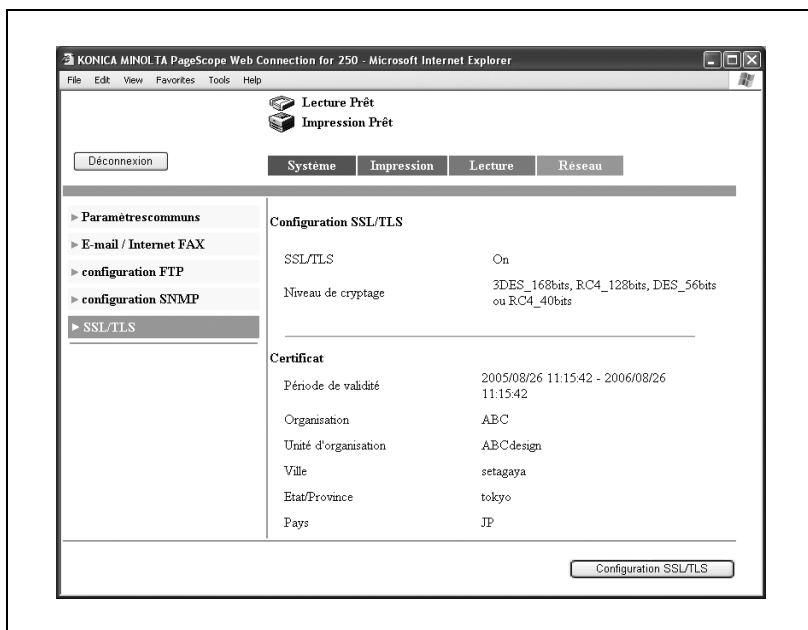 KONICA MINOLTA PageScope Web Connection for 250 - Microsoft Internet Explorer
File Edit View Favorites Tools Help
Lecture Prêt
Impression Prêt
Déconnexion
Système Impression Lecture Réseau
Paramètrescommuns
E-mail / Internet FAX
configuration FTP
configuration SNMP
SSL/TLS
Configuration SSL/TLS
SSL/TLS On
Niveau de cryptage 3DES_168bits, RC4_128bits, DES_56bits
ou RC4_40bits
Certificat
Période de validité 2005/08/26 11:15:42 - 2006/08/26
11:15:42
Organisation ABC
Unité d'organisation ABCdesign
Ville setagaya
Etat/Province tokyo
Pays JP
Configuration SSL/TLS